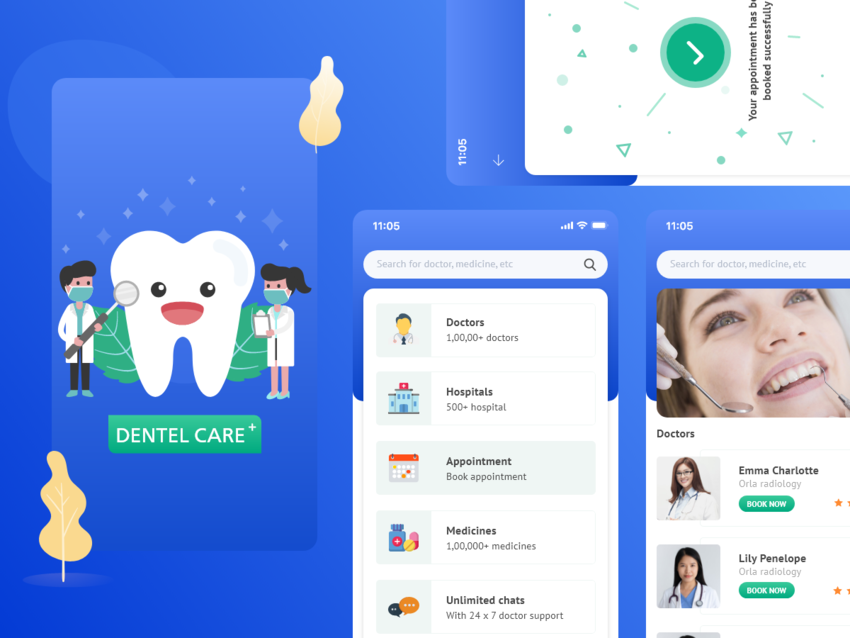 DENTEL CARE+
Your appointment has be
booked successfully
11:05
11:05
Search for doctor, medicine, etc
Doctors
1,00,00+ doctors
Hospitals
500+ hospital
Appointment
Book appointment
Medicines
1,00,000+ medicines
Unlimited chats
With 24 x 7 doctor support
11:05
Search for doctor, medicine, etc
Doctors
Emma Charlotte
Orla radiology
BOOK NOW
Lily Penelope
Orla radiology
BOOK NOW